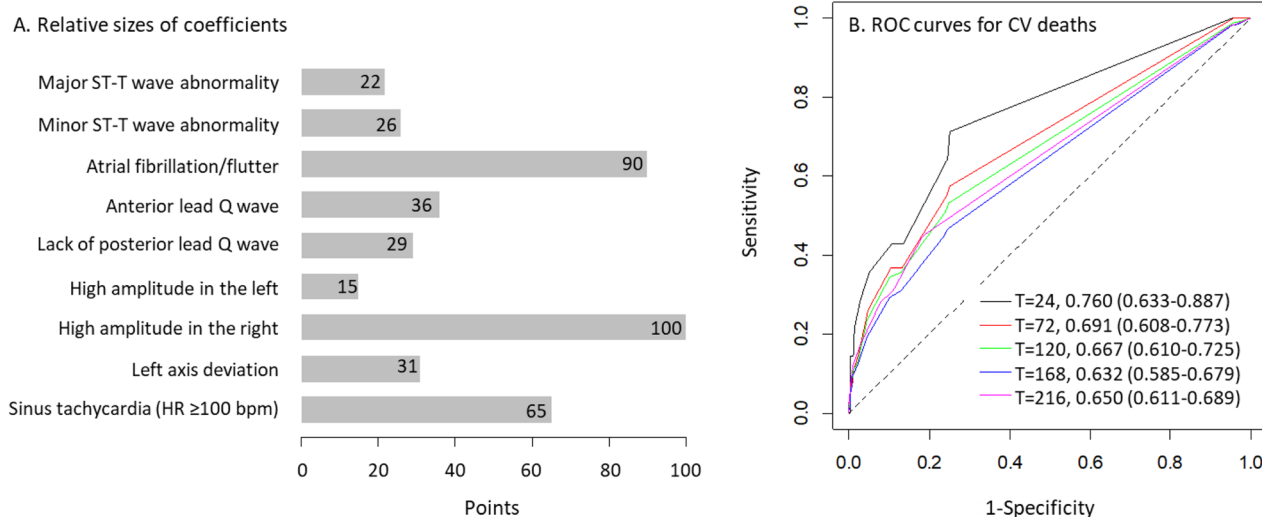 A. Relative sizes of coefficients
Major ST-T wave abnormality 22
Minor ST-T wave abnormality 26
Atrial fibrillation/flutter 90
Anterior lead Q wave 36
Lack of posterior lead Q wave 29
High amplitude in the left 15
High amplitude in the right 100
Left axis deviation 31
Sinus tachycardia (HR ≥100 bpm) 65
0 20 40 60 80 100
Points
B. ROC curves for CV deaths
Sensitivity
1.0
0.8
0.6
0.4
0.2
0.0
T=24, 0.760 (0.633-0.887)
T=72, 0.691 (0.608-0.773)
T=120, 0.667 (0.610-0.725)
T=168, 0.632 (0.585-0.679)
T=216, 0.650 (0.611-0.689)
0.0 0.2 0.4 0.6 0.8 1.0
1-Specificity